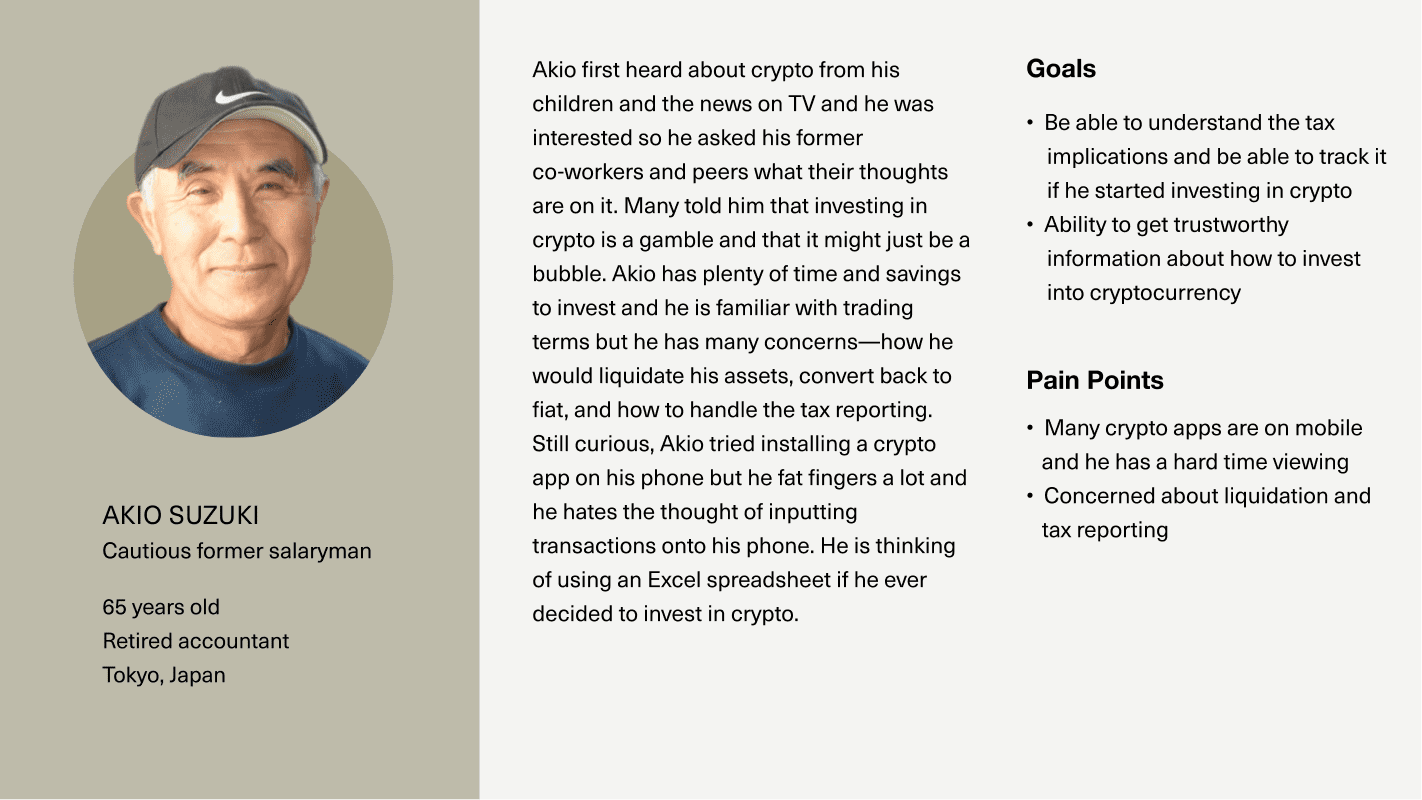 AKIO SUZUKI
Cautious former salaryman
65 years old
Retired accountant
Tokyo, Japan
Akio first heard about crypto from his
children and the news on TV and he was
interested so he asked his former
co-workers and peers what their thoughts
are on it. Many told him that investing in
crypto is a gamble and that it might just be a
bubble. Akio has plenty of time and savings
to invest and he is familiar with trading
terms but he has many concerns—how he
would liquidate his assets, convert back to
fiat, and how to handle the tax reporting.
Still curious, Akio tried installing a crypto
app on his phone but he fat fingers a lot and
he hates the thought of inputting
transactions onto his phone. He is thinking
of using an Excel spreadsheet if he ever
decided to invest in crypto.
Goals
• Be able to understand the tax
implications and be able to track it
if he started investing in crypto
• Ability to get trustworthy
information about how to invest
into cryptocurrency
Pain Points
• Many crypto apps are on mobile
and he has a hard time viewing
• Concerned about liquidation and
tax reporting